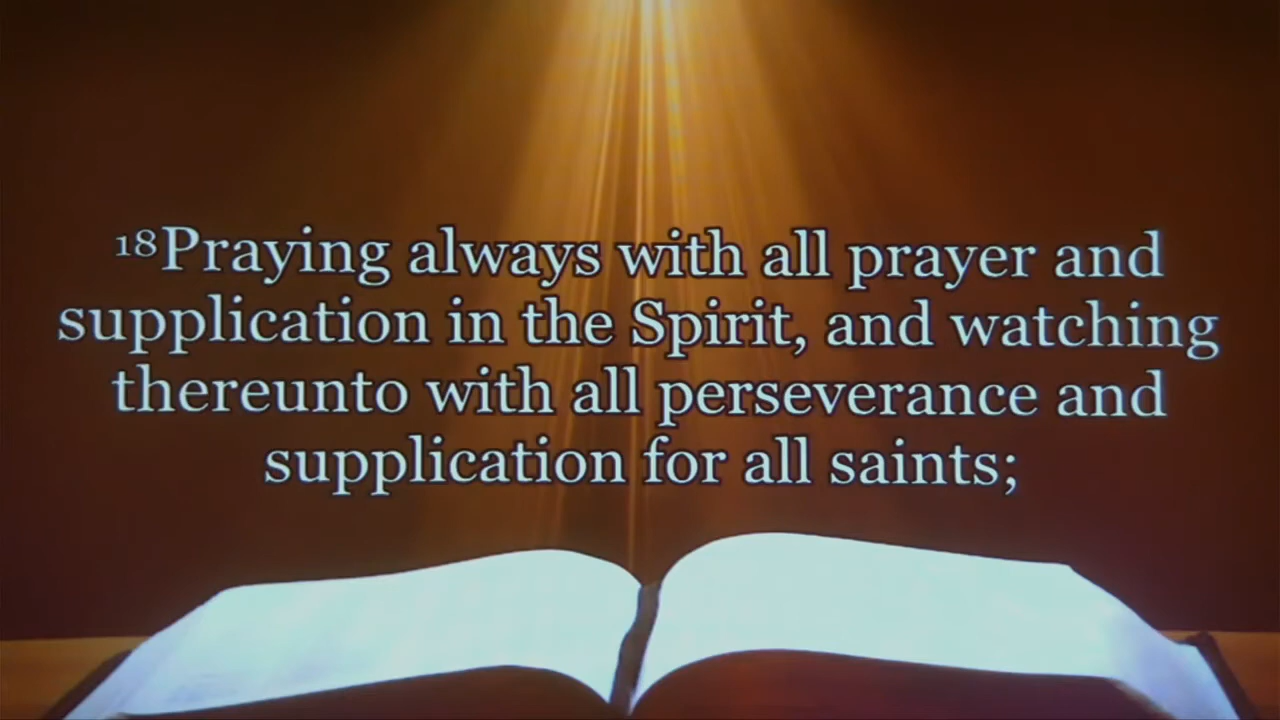 ¹⁸Praying always with all prayer and
supplication in the Spirit, and watching
thereunto with all perseverance and
supplication for all saints;